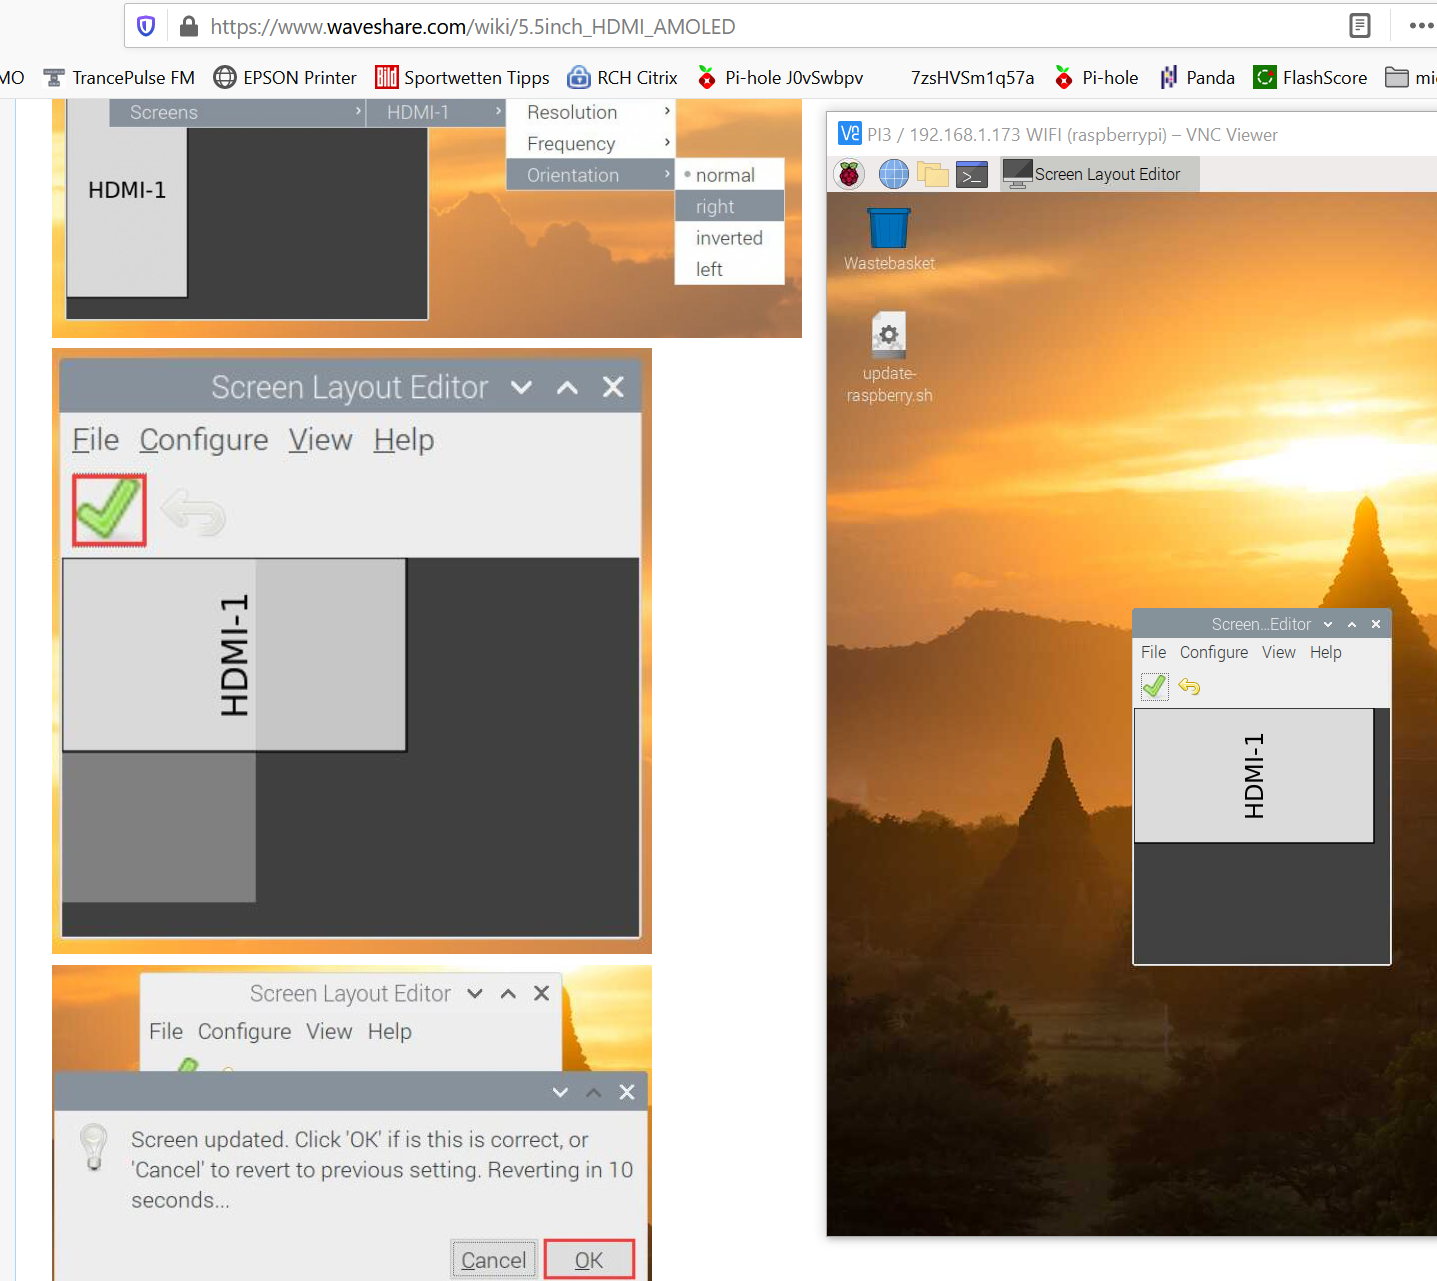 https://www.waveshare.com/wiki/5.5inch_HDMI_AMOLED
MO TrancePulse FM EPSON Printer Bild Sportwetten Tipps RCH Citrix Pi-hole J0vSwbpv 7zsHVSm1q57a Pi-hole Panda FlashScore mi
Screens HDMI-1 Resolution
Frequency
Orientation normal
right
inverted
left
HDMI-1
Screen Layout Editor
File Configure View Help
HDMI-1
Screen Layout Editor
File Configure View Help
Screen updated. Click 'OK' if is this is correct, or
'Cancel' to revert to previous setting. Reverting in 10
seconds...
Cancel OK
V2 PI3 / 192.168.1.173 WIFI (raspberrypi) – VNC Viewer
Screen Layout Editor
Wastebasket
update-
raspberry.sh
Screen...Editor
File Configure View Help
HDMI-1